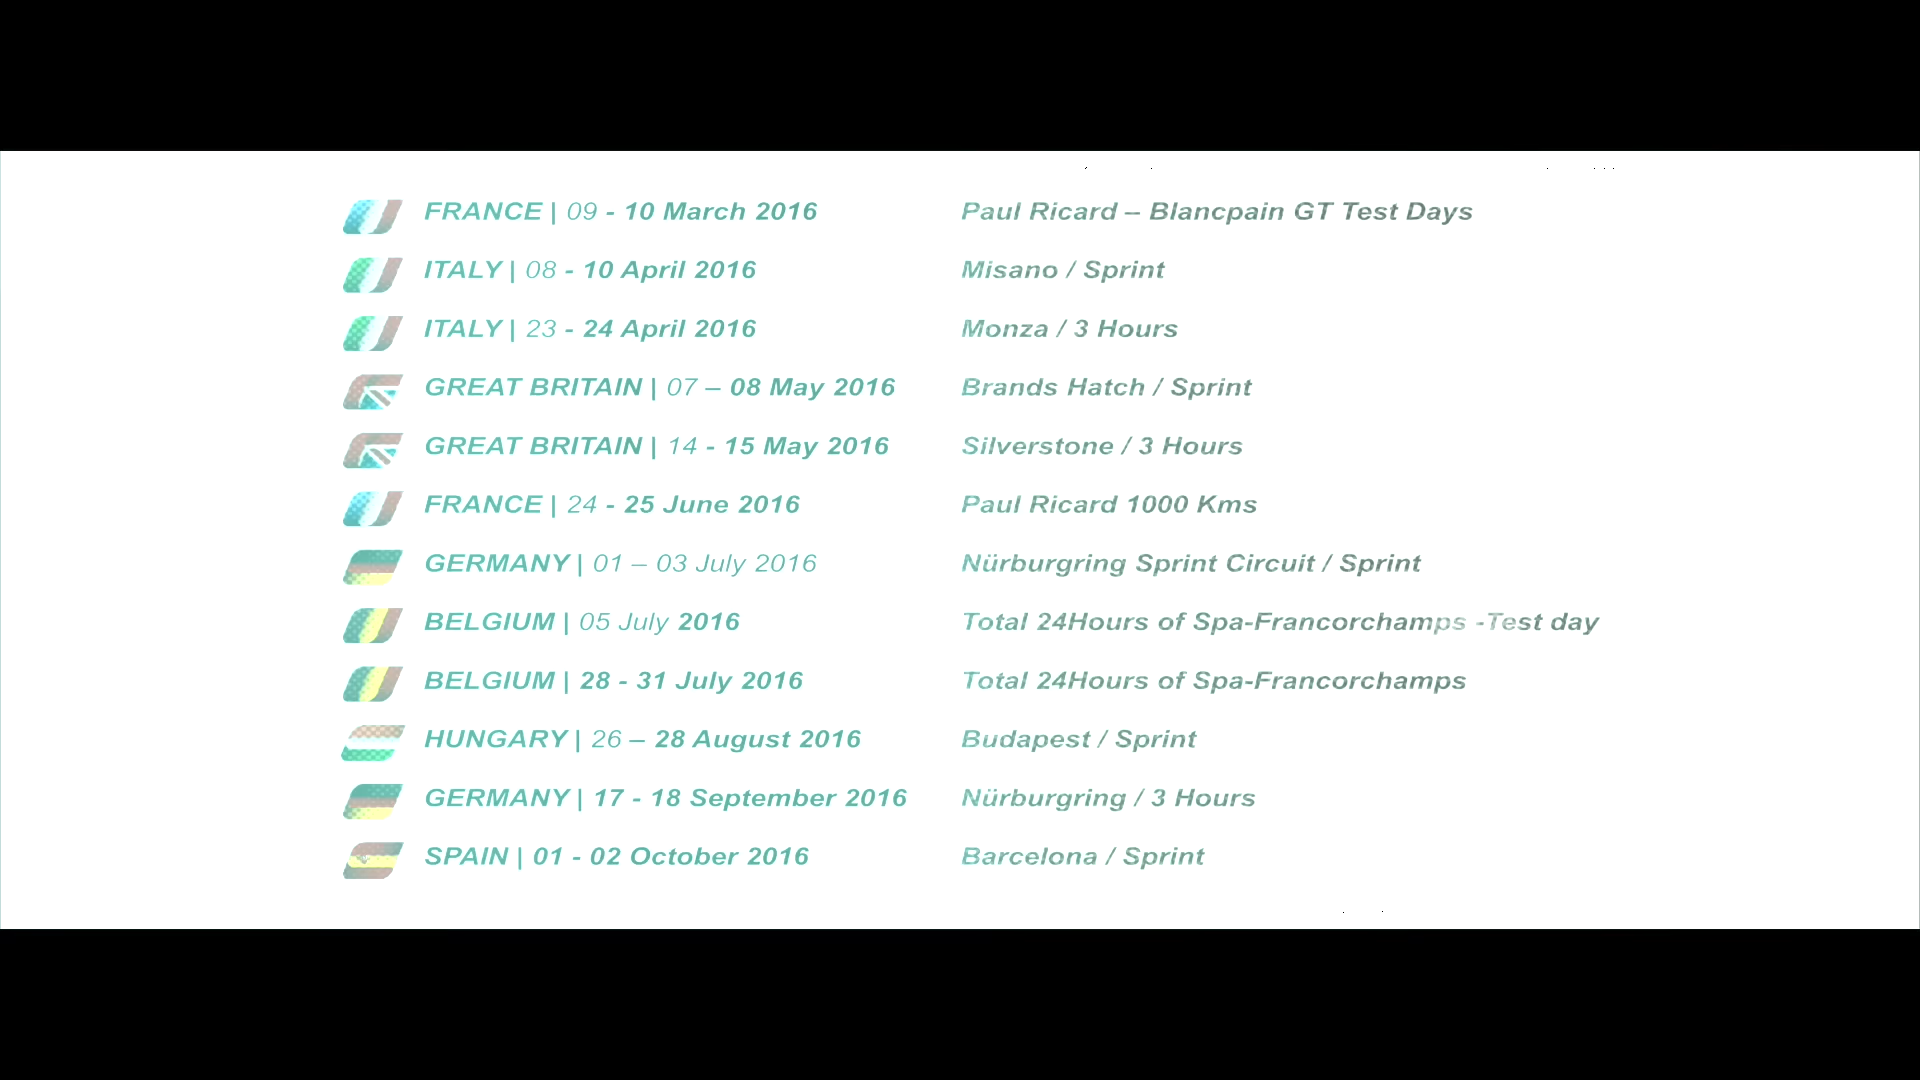 FRANCE | 09 - 10 March 2016 Paul Ricard – Blancpain GT Test Days
ITALY | 08 - 10 April 2016 Misano / Sprint
ITALY | 23 - 24 April 2016 Monza / 3 Hours
GREAT BRITAIN | 07 – 08 May 2016 Brands Hatch / Sprint
GREAT BRITAIN | 14 - 15 May 2016 Silverstone / 3 Hours
FRANCE | 24 - 25 June 2016 Paul Ricard 1000 Kms
GERMANY | 01 – 03 July 2016 Nürburgring Sprint Circuit / Sprint
BELGIUM | 05 July 2016 Total 24Hours of Spa-Francorchamps -Test day
BELGIUM | 28 - 31 July 2016 Total 24Hours of Spa-Francorchamps
HUNGARY | 26 – 28 August 2016 Budapest / Sprint
GERMANY | 17 - 18 September 2016 Nürburgring / 3 Hours
SPAIN | 01 - 02 October 2016 Barcelona / Sprint